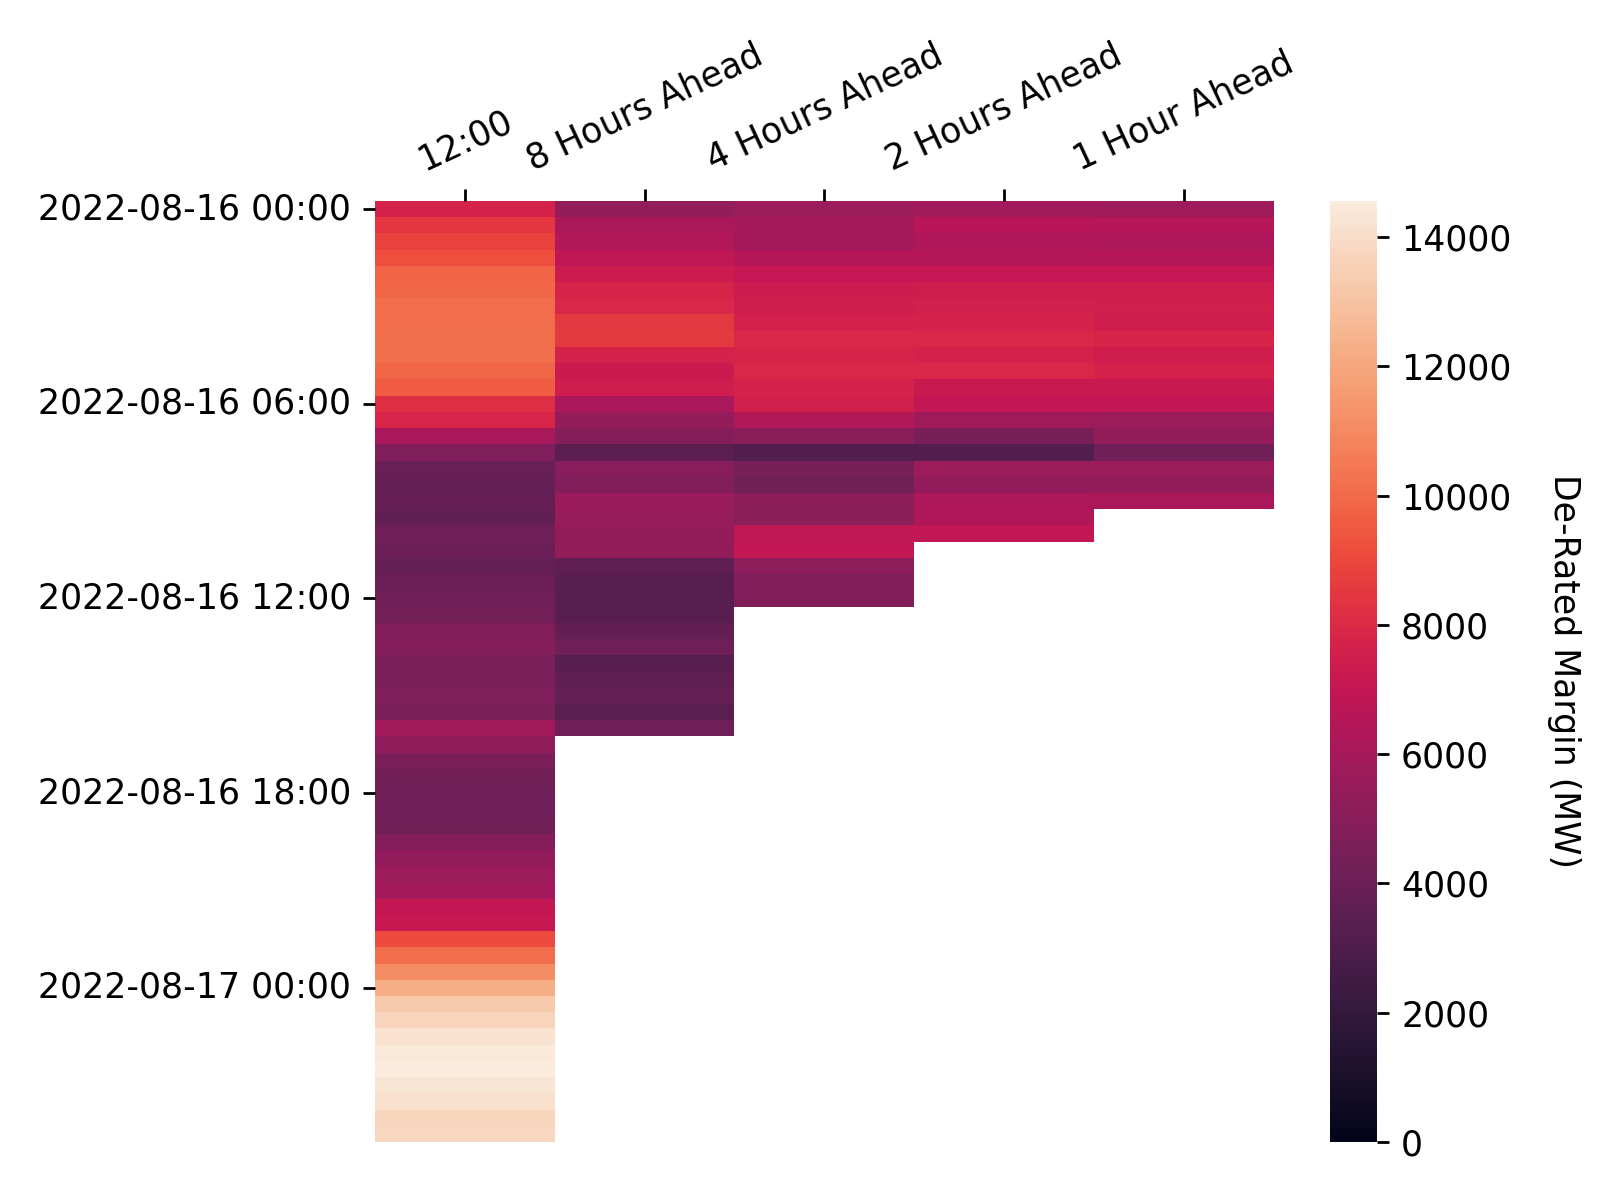 12:00
8 Hours Ahead
4 Hours Ahead
2 Hours Ahead
1 Hour Ahead
2022-08-16 00:00
2022-08-16 06:00
2022-08-16 12:00
2022-08-16 18:00
2022-08-17 00:00
14000
12000
10000
8000
6000
4000
2000
0
De-Rated Margin (MW)